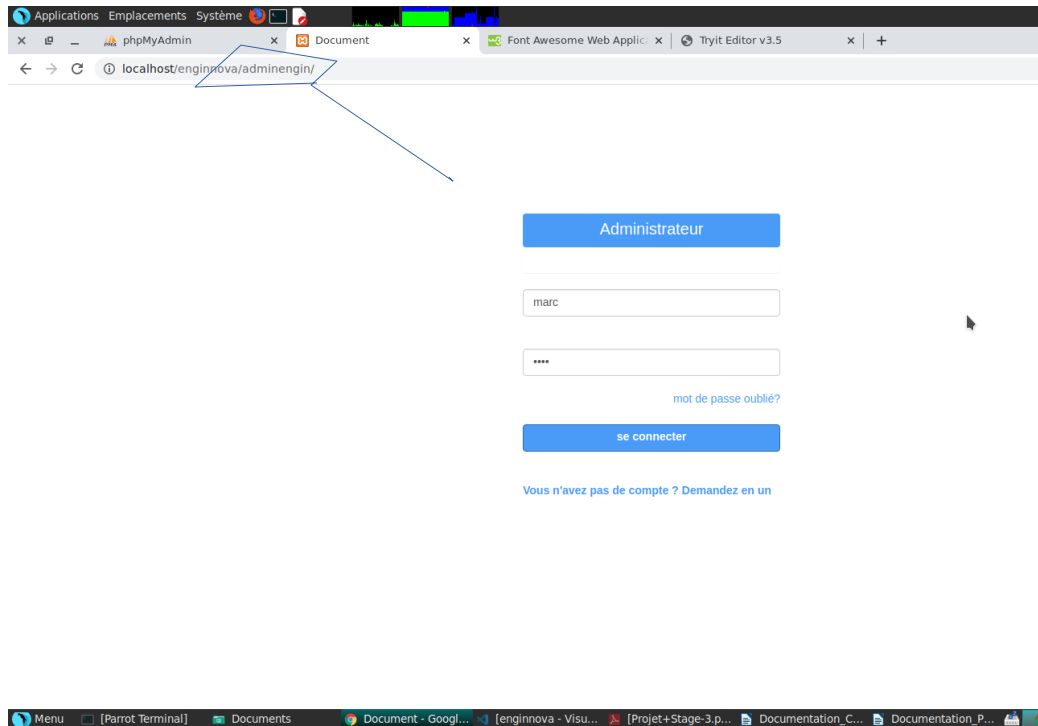 Applications Emplacements Système
phpMyAdmin Document Font Awesome Web Applic Tryit Editor v3.5
localhost/enginnova/adminengin/
Administrateur
marc
••••
mot de passe oublié?
se connecter
Vous n'avez pas de compte ? Demandez en un
Menu [Parrot Terminal] Documents Document - Googl... [enginnova - Visu... [Projet+Stage-3.p... Documentation_C... Documentation_P...